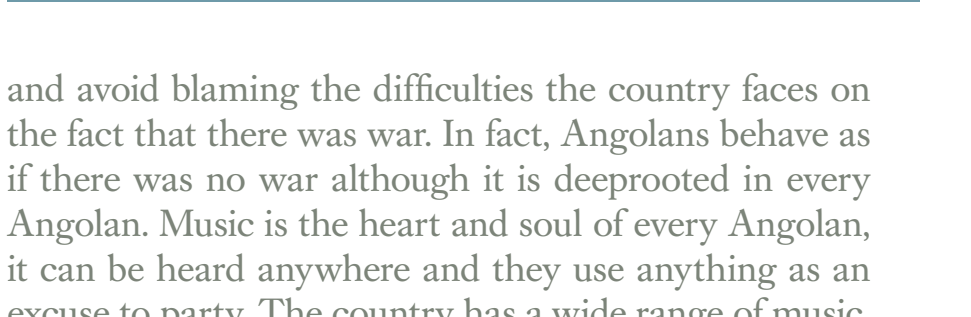 and avoid blaming the difficulties the country faces on
the fact that there was war. In fact, Angolans behave as
if there was no war although it is deeprooted in every
Angolan. Music is the heart and soul of every Angolan,
it can be heard anywhere and they use anything as an
excuse to party. The country has a wide range of music,